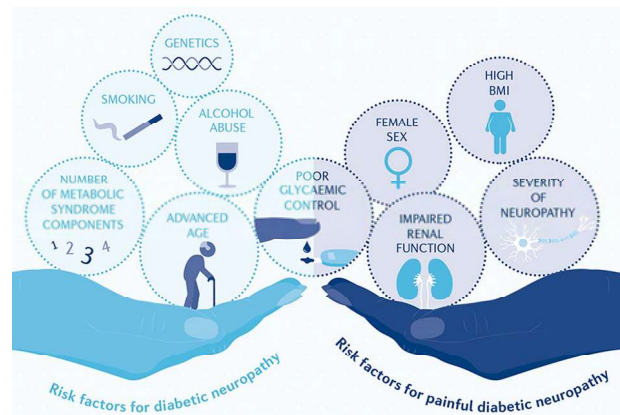 GENETICS
SMOKING
ALCOHOL
ABUSE
NUMBER
OF METABOLIC
SYNDROME
COMPONENTS
1 2 3 4
ADVANCED
AGE
POOR
GLYCAEMIC
CONTROL
FEMALE
SEX
HIGH
BMI
IMPAIRED
RENAL
FUNCTION
SEVERITY
OF
NEUROPATHY
Risk factors for diabetic neuropathy
Risk factors for painful diabetic neuropathy